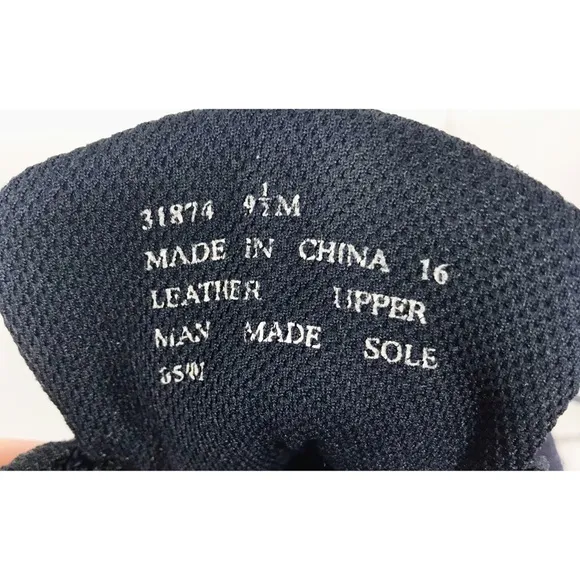 31874 9½M
MADE IN CHINA 16
LEATHER UPPER
MAN MADE SOLE